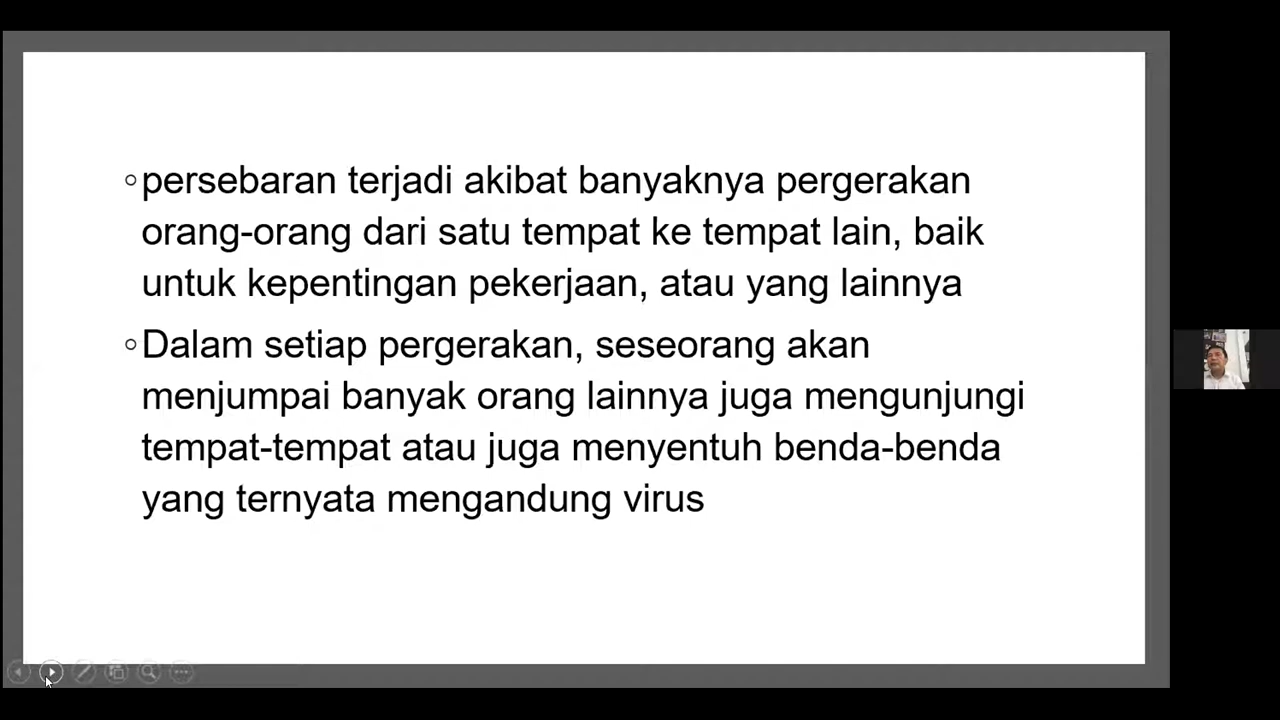 ◦persebaran terjadi akibat banyaknya pergerakan
orang-orang dari satu tempat ke tempat lain, baik
untuk kepentingan pekerjaan, atau yang lainnya
◦Dalam setiap pergerakan, seseorang akan
menjumpai banyak orang lainnya juga mengunjungi
tempat-tempat atau juga menyentuh benda-benda
yang ternyata mengandung virus